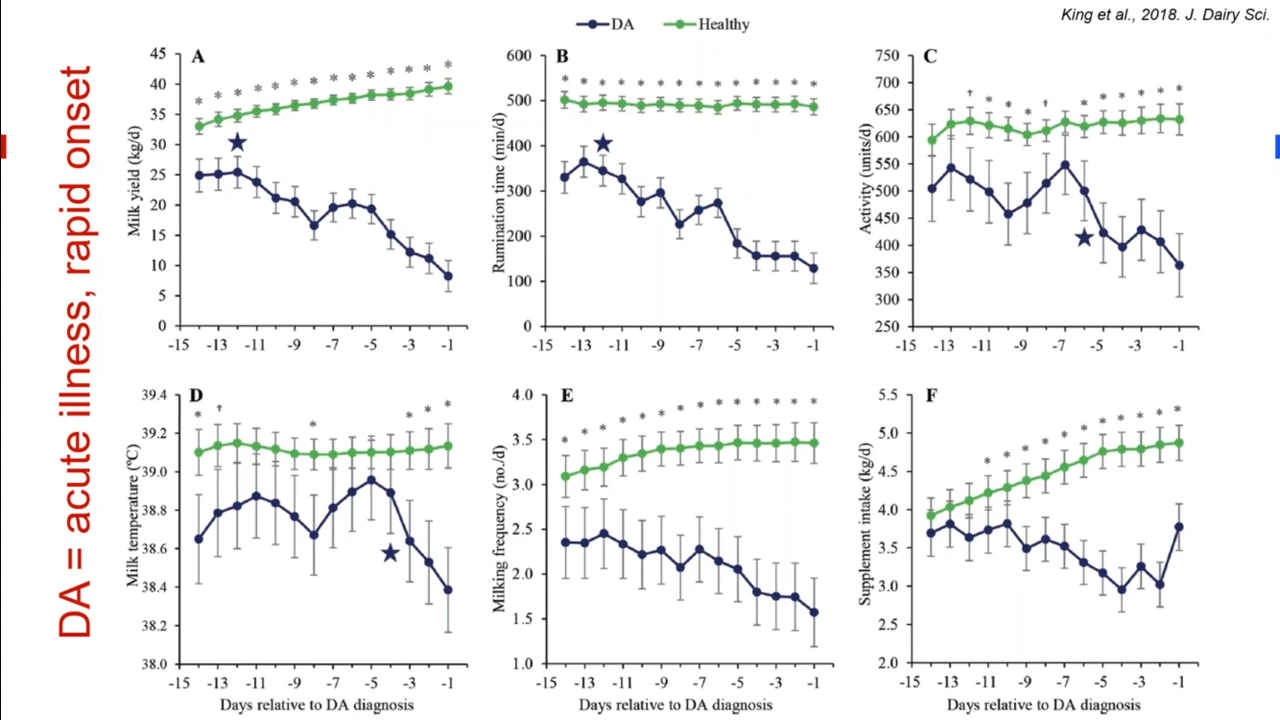 King et al., 2018. J. Dairy Sci.
DA = acute illness, rapid onset
DA Healthy
A
Milk yield (kg/d)
45
40
35
30
25
20
15
10
5
0
-15 -13 -11 -9 -7 -5 -3 -1
B
Rumination time (min/d)
600
500
400
300
200
100
0
-15 -13 -11 -9 -7 -5 -3 -1
C
Activity (units/d)
750
700
650
600
550
500
450
400
350
300
250
-15 -13 -11 -9 -7 -5 -3 -1
D
Milk temperature (ºC)
39.4
39.2
39.0
38.8
38.6
38.4
38.2
38.0
-15 -13 -11 -9 -7 -5 -3 -1
Days relative to DA diagnosis
E
Milking frequency (no./d)
4.0
3.5
3.0
2.5
2.0
1.5
1.0
-15 -13 -11 -9 -7 -5 -3 -1
Days relative to DA diagnosis
F
Supplement intake (kg/d)
5.5
5.0
4.5
4.0
3.5
3.0
2.5
2.0
-15 -13 -11 -9 -7 -5 -3 -1
Days relative to DA diagnosis